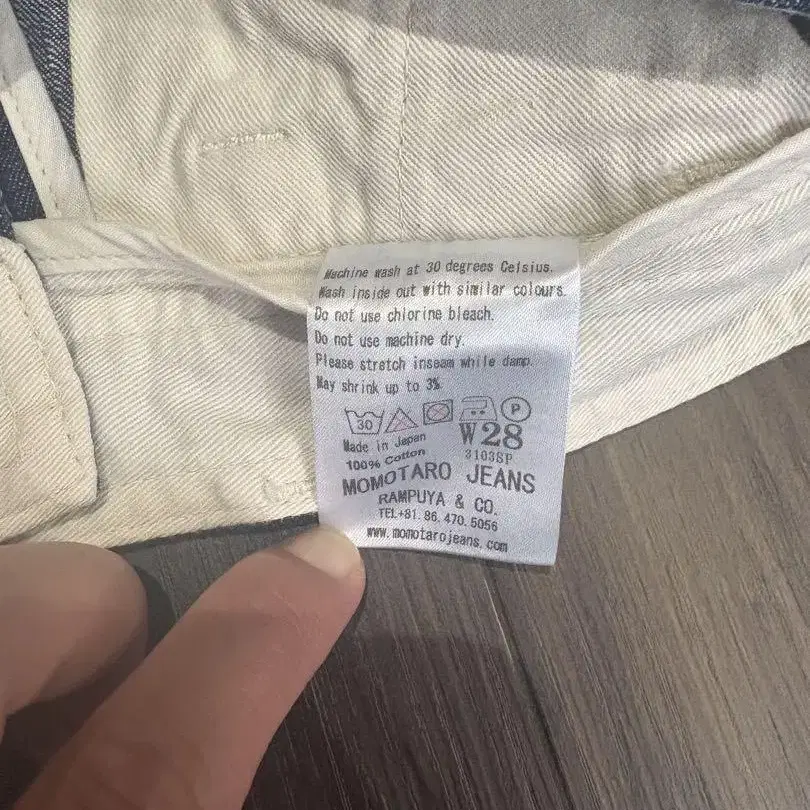 Machine wash at 30 degrees Celsius.
Wash inside out with similar colours.
Do not use chlorine bleach.
Do not use machine dry.
Please stretch inseam while damp.
May shrink up to 3%
30 P
Made in Japan W28
100% Cotton 3103SP
MOMOTARO JEANS
RAMPUYA & CO.
TEL+81. 86. 470. 5056
www.momotarojeans.com